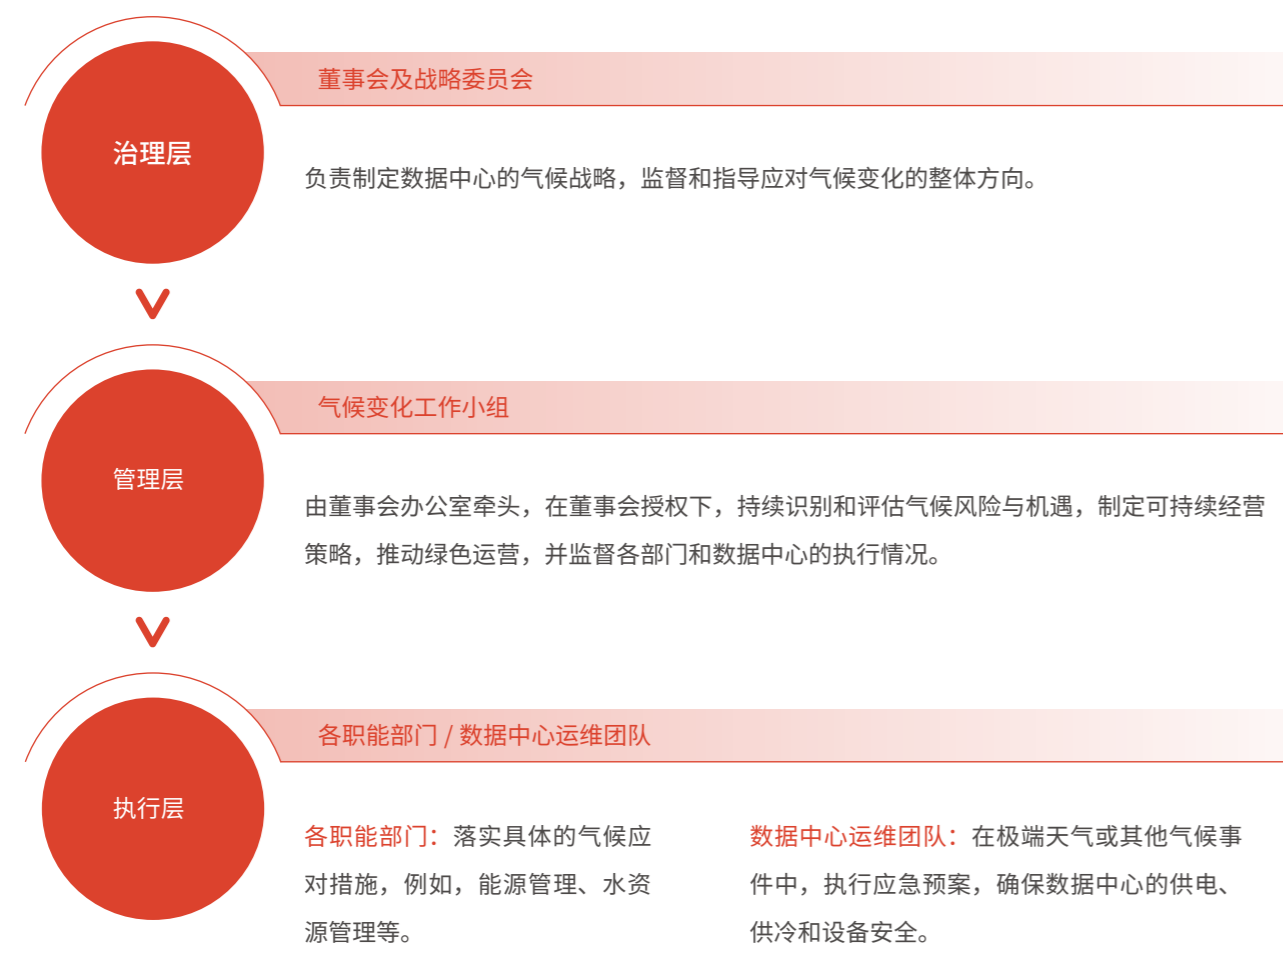 治理层
董事会及战略委员会
负责制定数据中心的气候战略，监督和指导应对气候变化的整体方向。
管理层
气候变化工作小组
由董事会办公室牵头，在董事会授权下，持续识别和评估气候风险与机遇，制定可持续经营
策略，推动绿色运营，并监督各部门和数据中心的执行情况。
执行层
各职能部门 / 数据中心运维团队
各职能部门：落实具体的气候应
对措施，例如，能源管理、水资
源管理等。
数据中心运维团队：在极端天气或其他气候事
件中，执行应急预案，确保数据中心的供电、
供冷和设备安全。